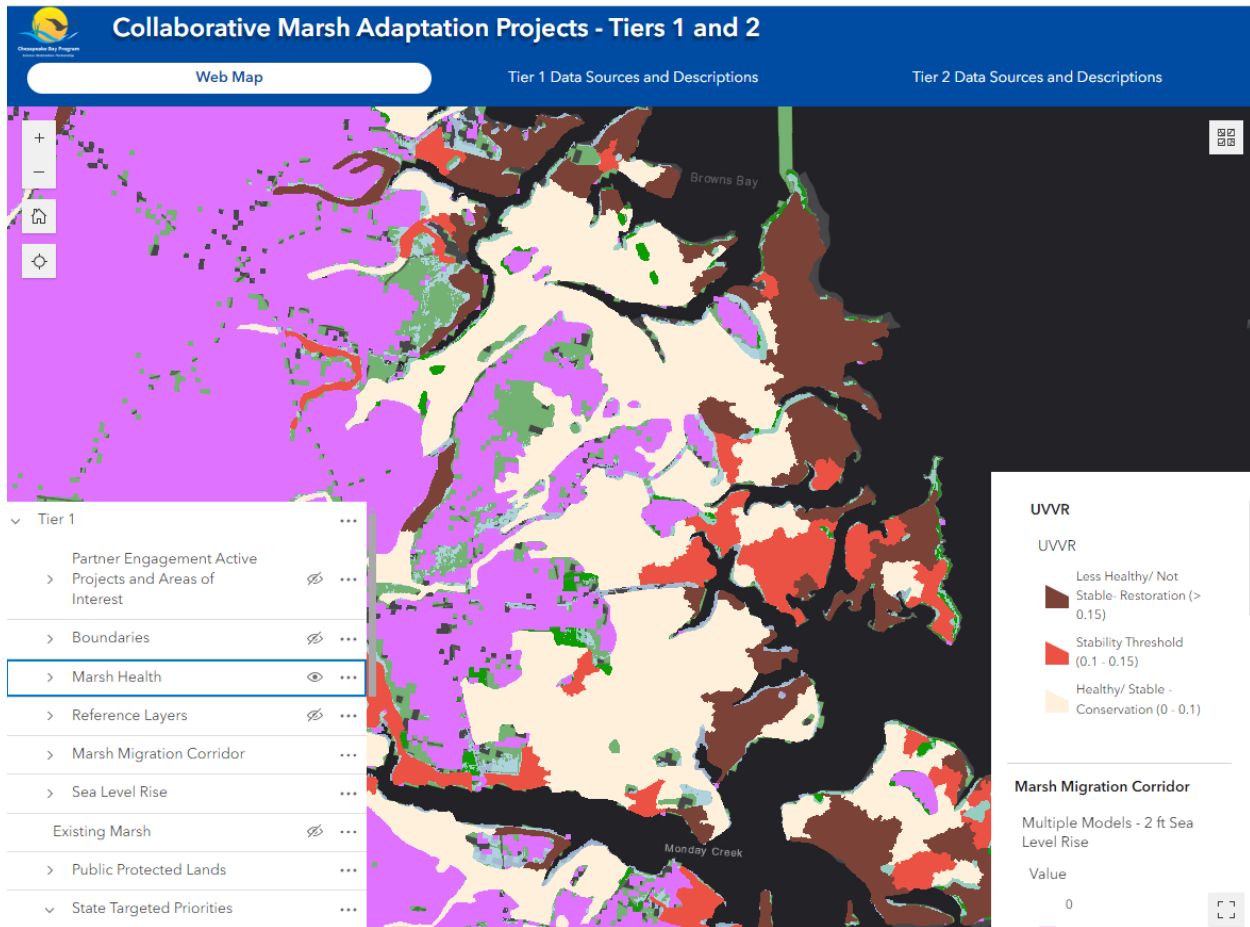 Collaborative Marsh Adaptation Projects - Tiers 1 and 2
Chesapeake Bay Program
Web Map
Tier 1 Data Sources and Descriptions
Tier 2 Data Sources and Descriptions
+
−
Browns Bay
Monday Creek
Tier 1
Partner Engagement Active
Projects and Areas of
Interest
Boundaries
Marsh Health
Reference Layers
Marsh Migration Corridor
Sea Level Rise
Existing Marsh
Public Protected Lands
State Targeted Priorities
UVVR
UVVR
Less Healthy/ Not
Stable- Restoration (>
0.15)
Stability Threshold
(0.1 - 0.15)
Healthy/ Stable -
Conservation (0 - 0.1)
Marsh Migration Corridor
Multiple Models - 2 ft Sea
Level Rise
Value
0